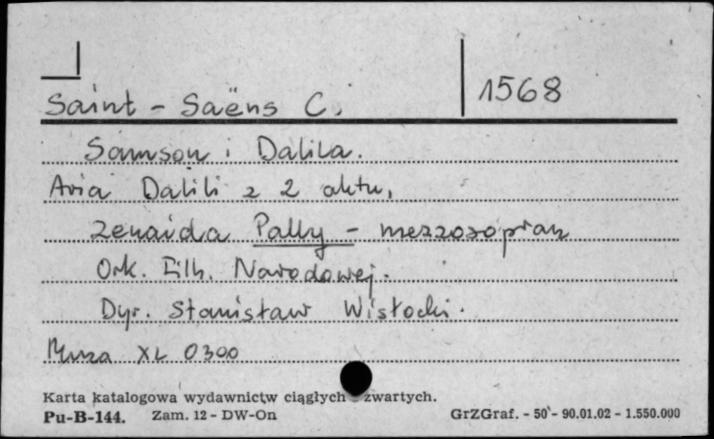 Saint - Saëns C. 1568
Samson i Dalila.
Aria Dalili z 2 aktu,
Zenaida Pally - mezzosopran
Ork. Filh. Narodowej.
Dyr. Stanisław Wisłocki.
Muza XL 0300
Karta katalogowa wydawnictw ciągłych - zwartych.
Pu-B-144. Zam. 12 - DW-On GrZGraf. - 50 - 90.01.02 - 1.550.000